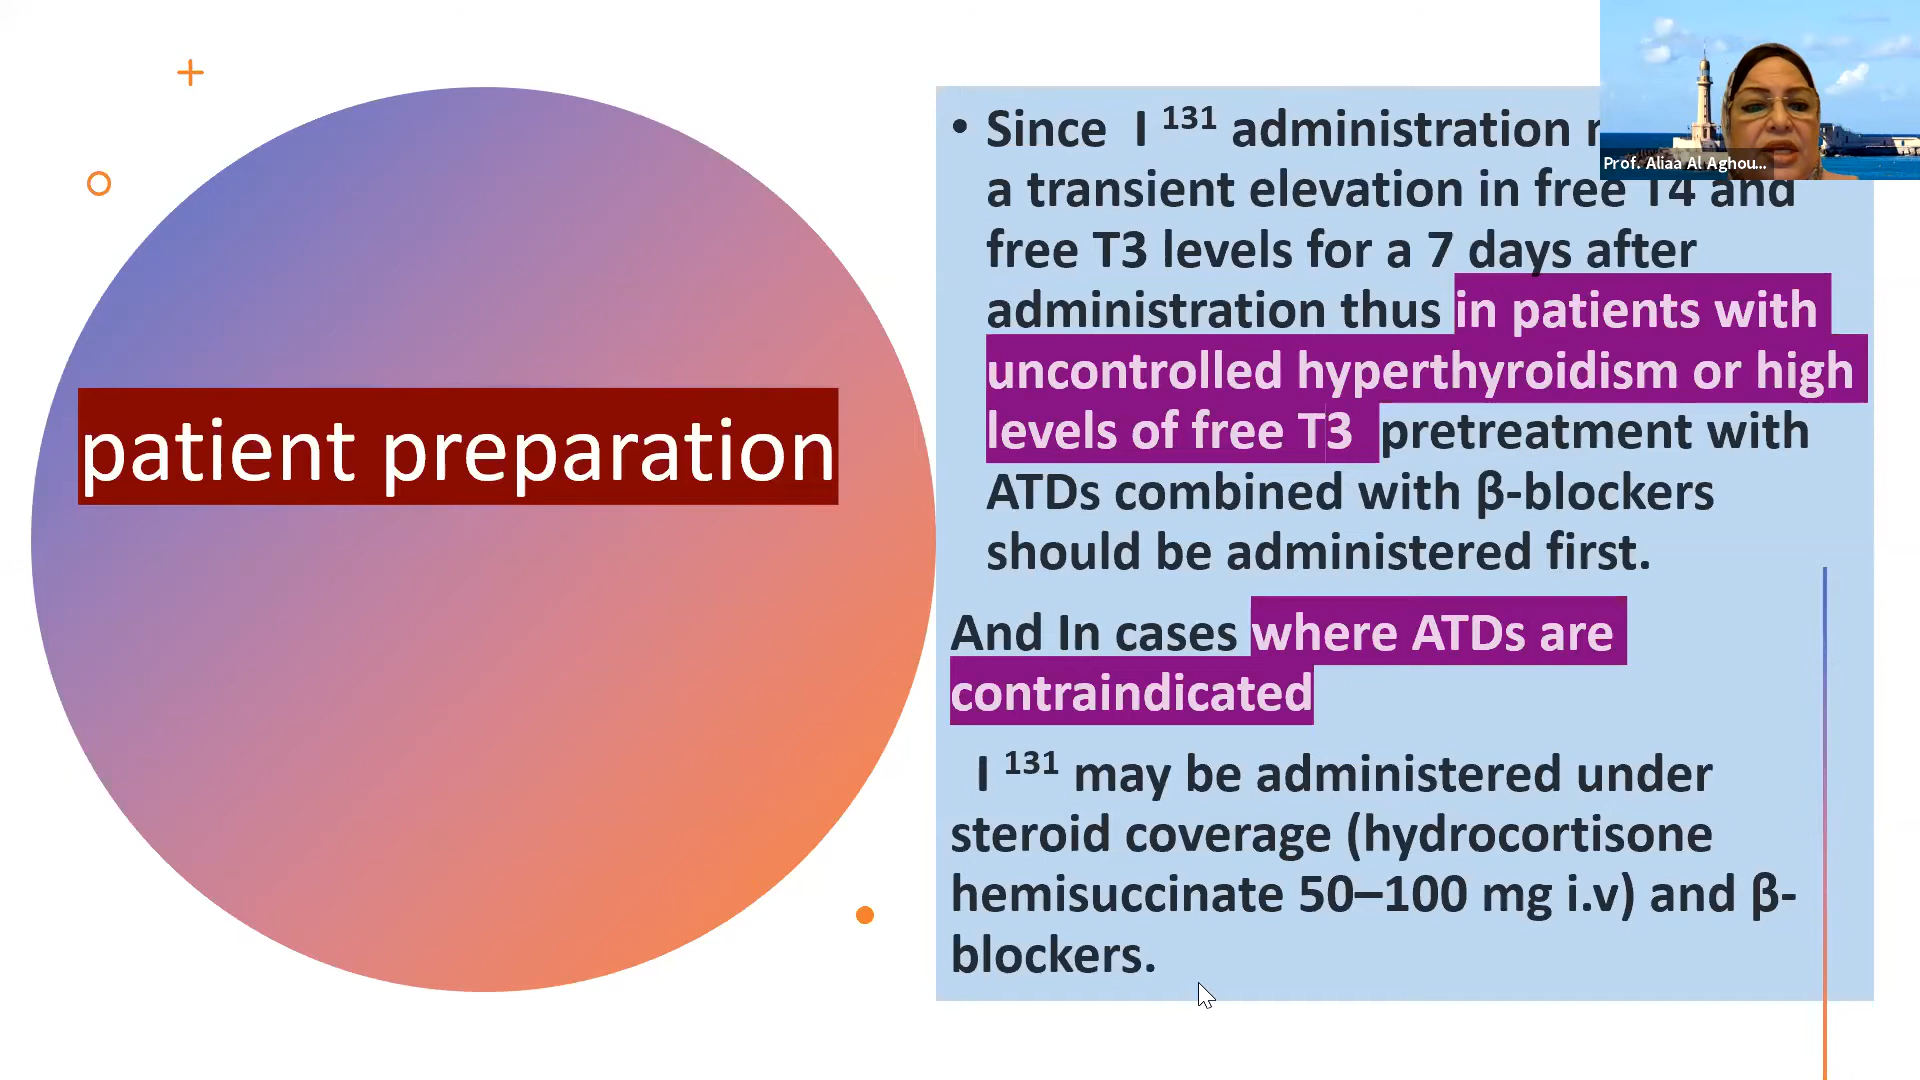 patient preparation
• Since I 131 administration
a transient elevation in free T4 and
free T3 levels for a 7 days after
administration thus in patients with
uncontrolled hyperthyroidism or high
levels of free T3 pretreatment with
ATDs combined with β-blockers
should be administered first.
And In cases where ATDs are
contraindicated
I 131 may be administered under
steroid coverage (hydrocortisone
hemisuccinate 50–100 mg i.v) and β-
blockers.
Prof. Aliaa Al Aghou...